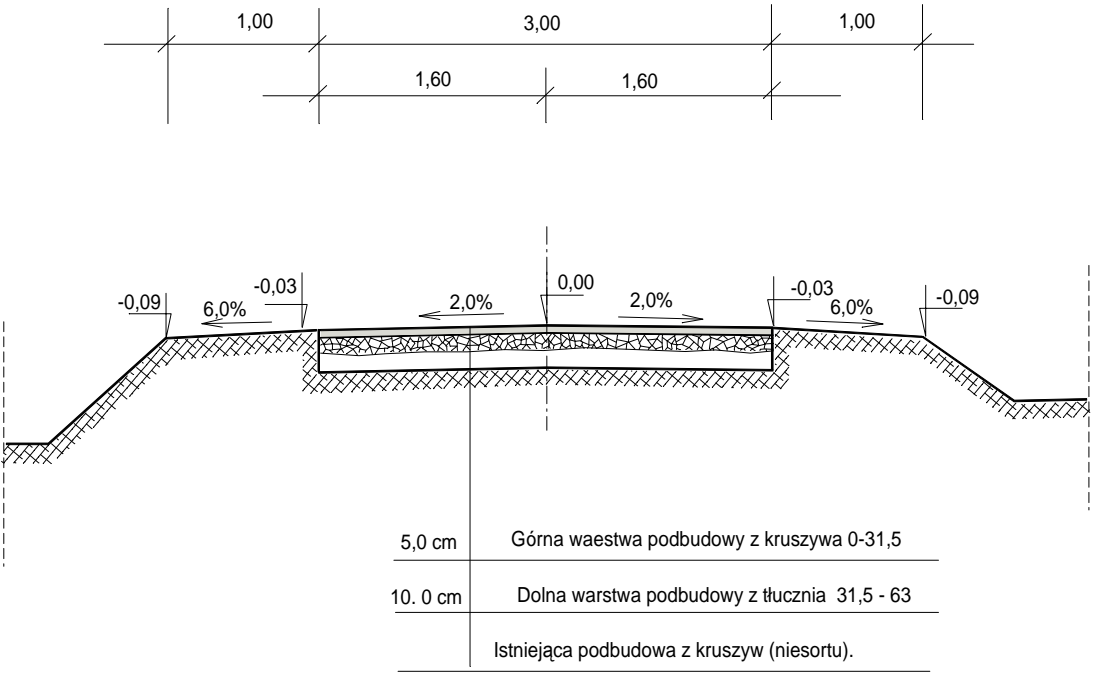 1,00 3,00 1,00
1,60 1,60
-0,09 6,0% -0,03 2,0% 0,00 2,0% -0,03 6,0% -0,09
5,0 cm Górna waestwa podbudowy z kruszywa 0-31,5
10. 0 cm Dolna warstwa podbudowy z tłucznia 31,5 - 63
Istniejąca podbudowa z kruszyw (niesortu).